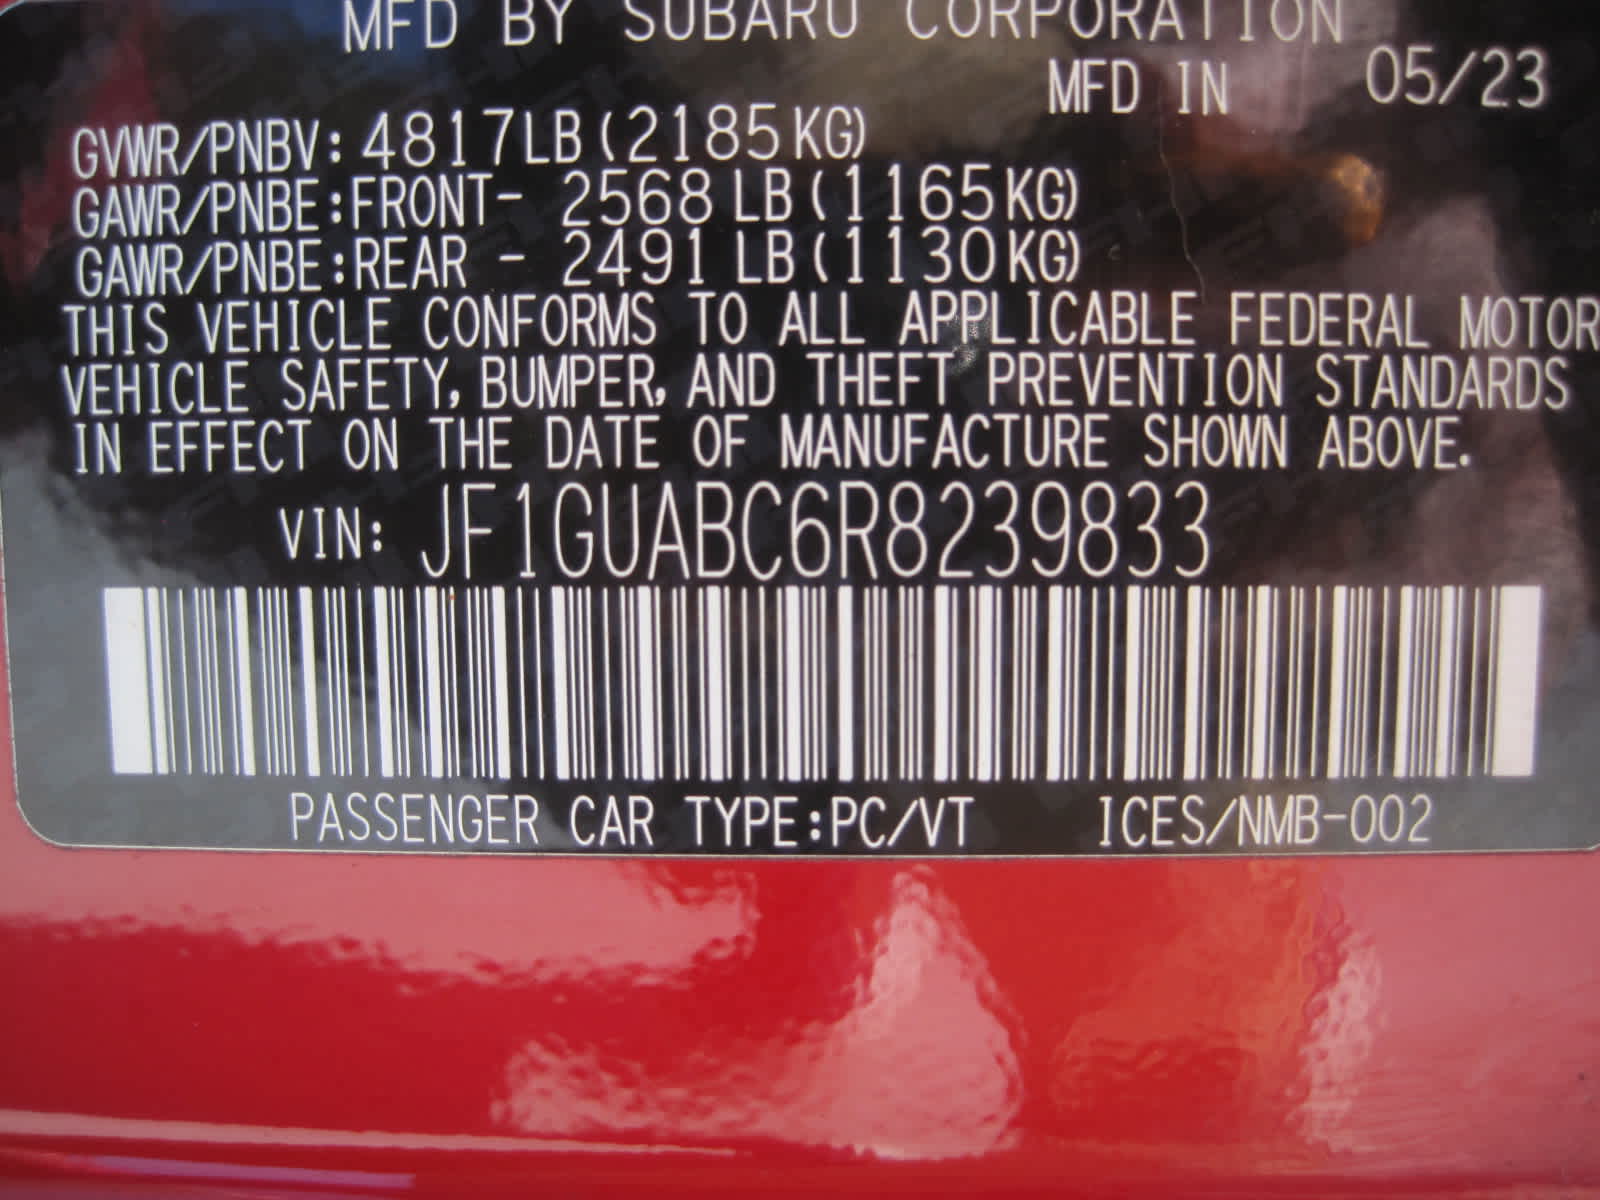 MFD BY SUBARU CORPORATION
MFD IN 05/23
GVWR/PNBV: 4817LB (2185KG)
GAWR/PNBE:FRONT- 2568 LB (1165KG)
GAWR/PNBE:REAR - 2491 LB (1130KG)
THIS VEHICLE CONFORMS TO ALL APPLICABLE FEDERAL MOTOR
VEHICLE SAFETY, BUMPER, AND THEFT PREVENTION STANDARDS
IN EFFECT ON THE DATE OF MANUFACTURE SHOWN ABOVE.
VIN: JF1GUABC6R8239833
PASSENGER CAR TYPE:PC/VT ICES/NMB-002